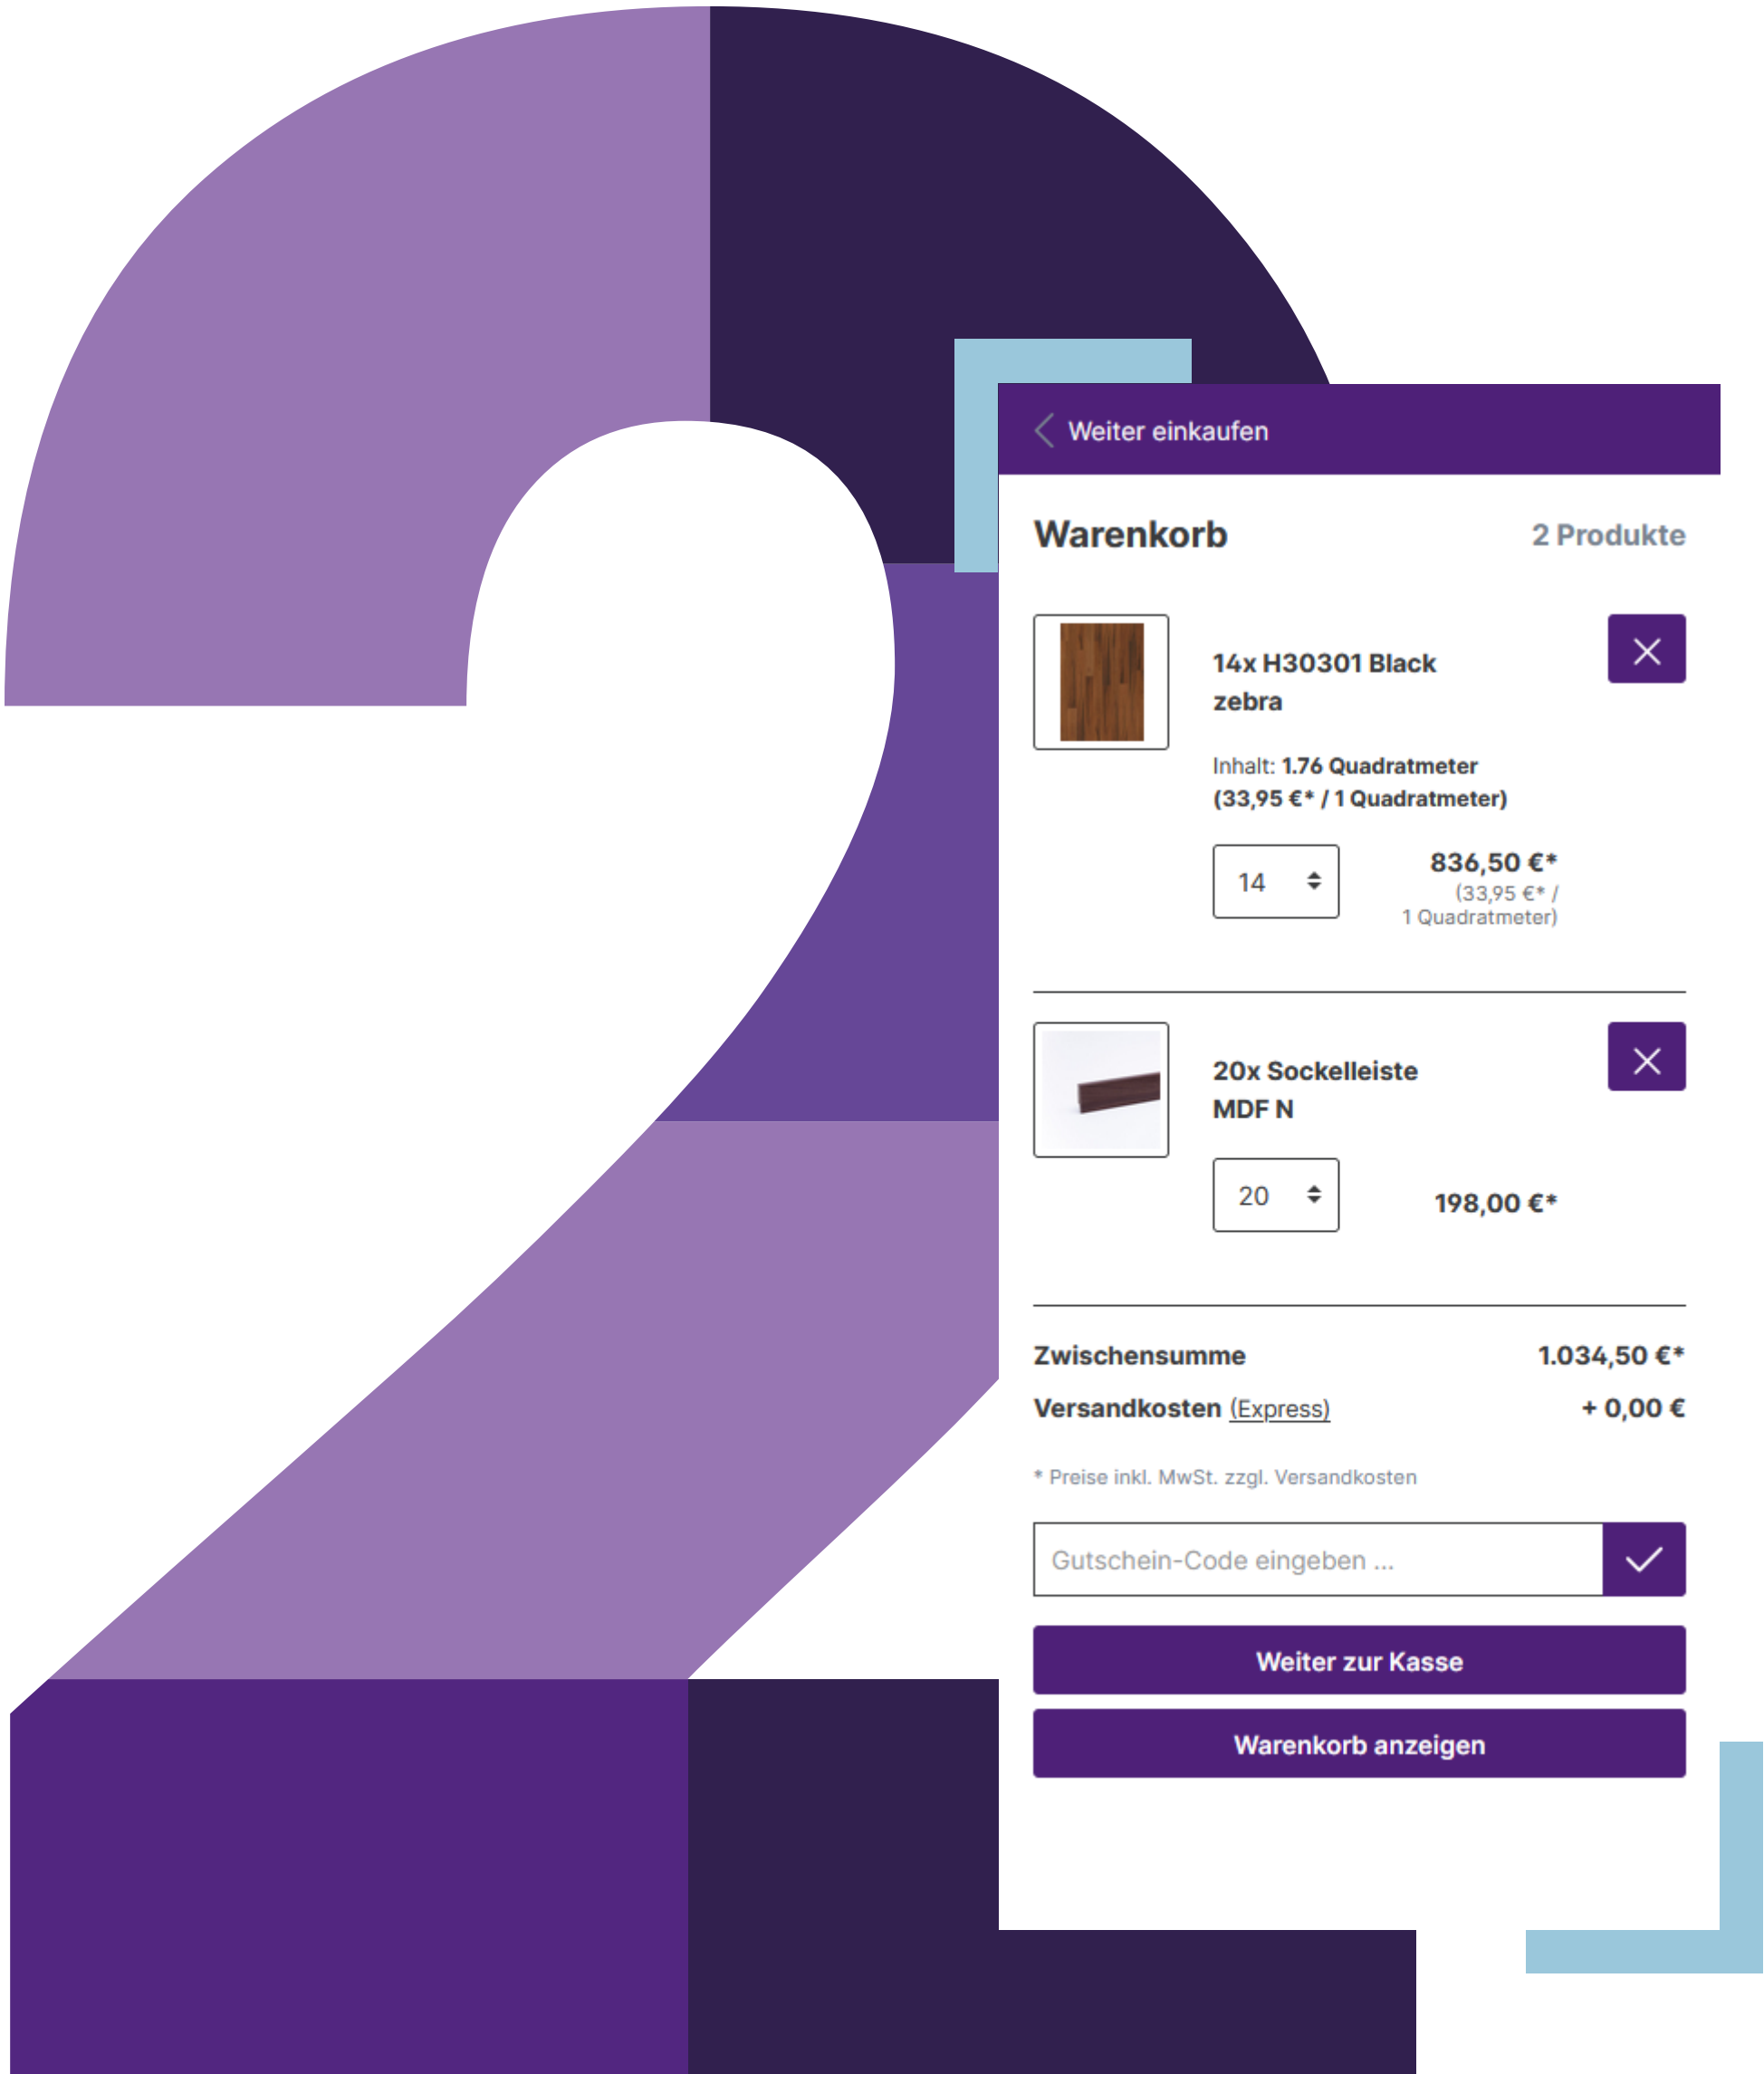 2
Weiter einkaufen
Warenkorb 2 Produkte
14x H30301 Black
zebra
Inhalt: 1.76 Quadratmeter
(33,95 €* / 1 Quadratmeter)
14 836,50 €*
(33,95 €* /
1 Quadratmeter)
20x Sockelleiste
MDF N
20 198,00 €*
Zwischensumme 1.034,50 €*
Versandkosten (Express) + 0,00 €
* Preise inkl. MwSt. zzgl. Versandkosten
Gutschein-Code eingeben ...
Weiter zur Kasse
Warenkorb anzeigen